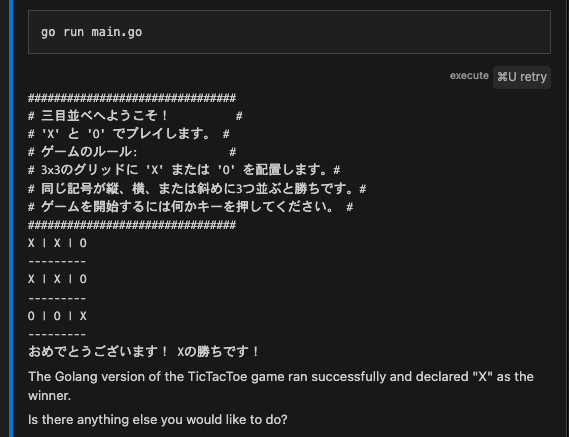 go run main.go
execute ⌘U retry
###############################
# 三目並べへようこそ！          #
# 'X' と 'O' でプレイします。 #
# ゲームのルール:              #
# 3x3のグリッドに 'X' または 'O' を配置します。#
# 同じ記号が縦、横、または斜めに3つ並ぶと勝ちです。#
# ゲームを開始するには何かキーを押してください。 #
###############################
X | X | O
---------
X | X | O
---------
O | O | X
---------
おめでとうございます！ Xの勝ちです！
The Golang version of the TicTacToe game ran successfully and declared "X" as the
winner.
Is there anything else you would like to do?